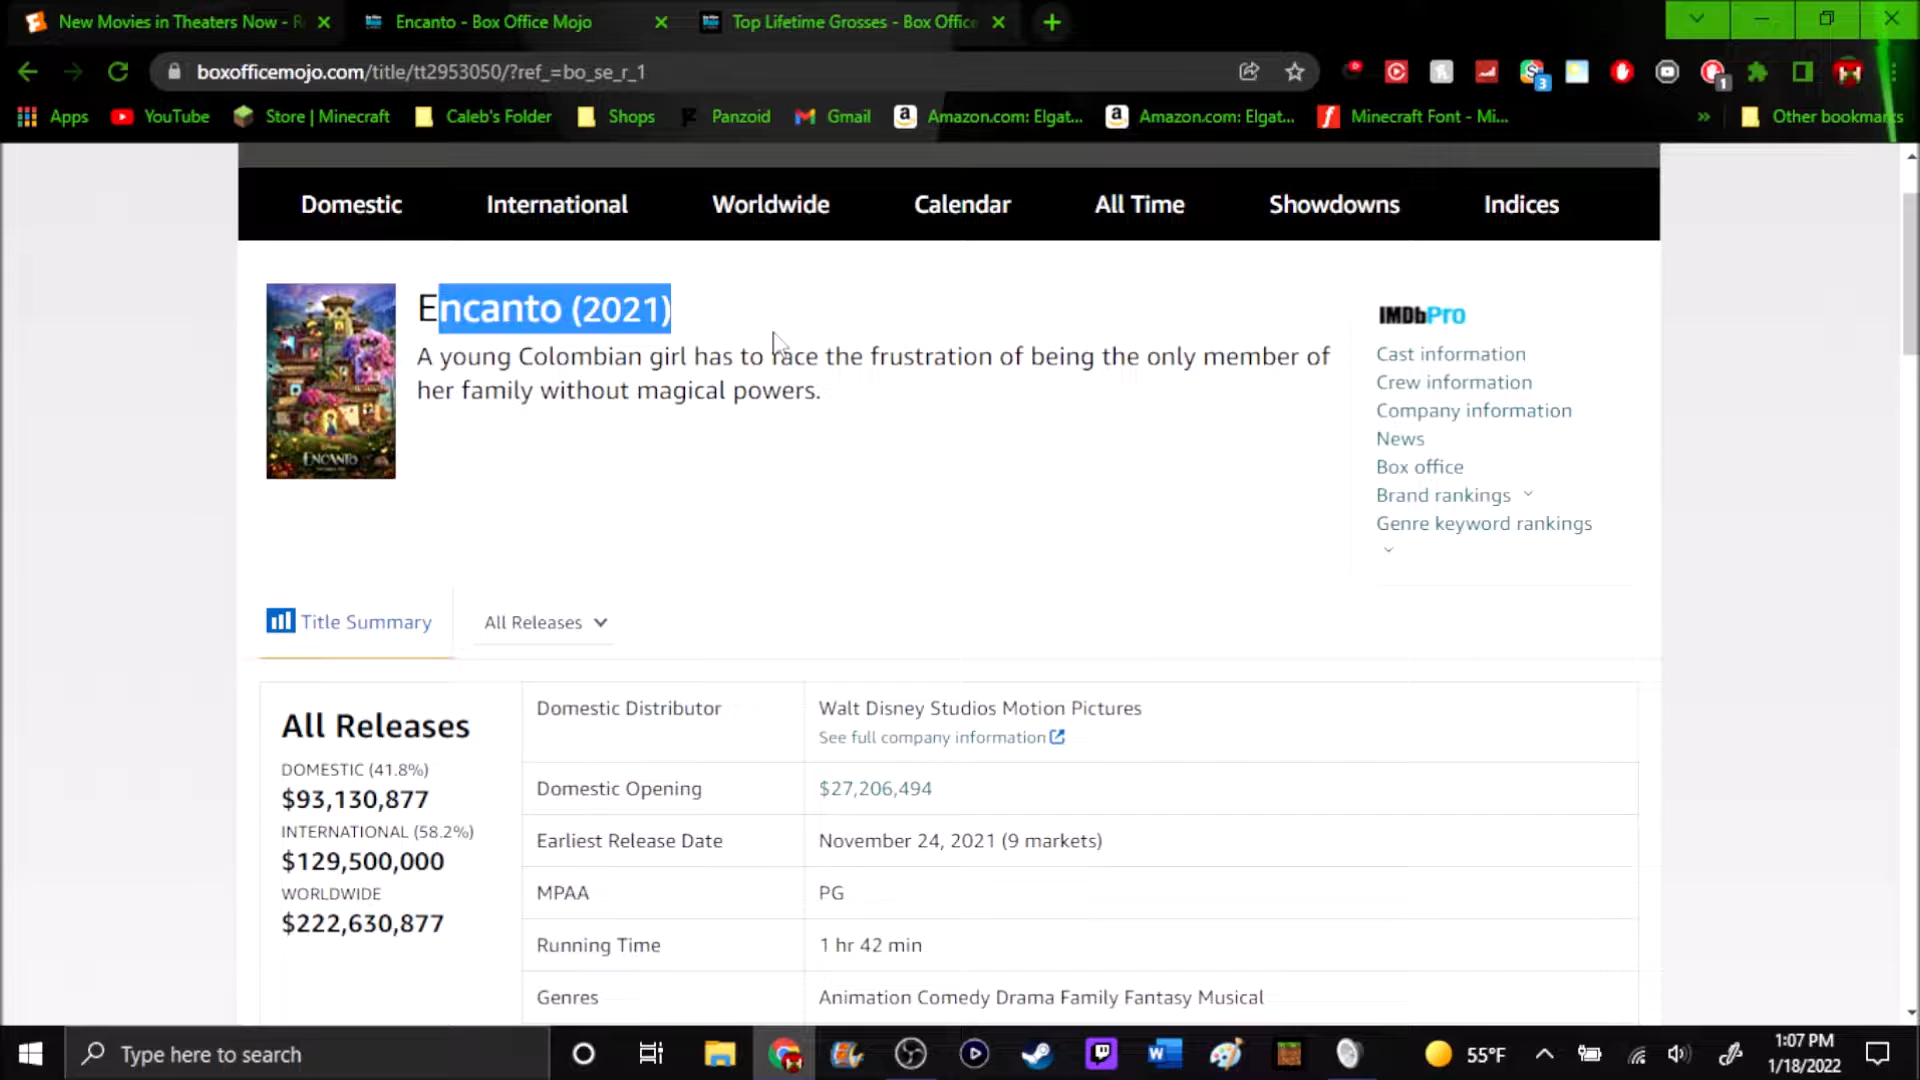 New Movies in Theaters Now - R
Encanto - Box Office Mojo
Top Lifetime Grosses - Box Office
boxofficemojo.com/title/tt2953050/?ref_=bo_se_r_1
3
1
Apps
YouTube
Store | Minecraft
Caleb's Folder
Shops
Panzoid
Gmail
Amazon.com: Elgat...
Amazon.com: Elgat...
Minecraft Font - Mi...
»
Other bookmarks
Domestic
International
Worldwide
Calendar
All Time
Showdowns
Indices
ENCANTO
Encanto (2021)
A young Colombian girl has to face the frustration of being the only member of
her family without magical powers.
IMDbPro
Cast information
Crew information
Company information
News
Box office
Brand rankings
Genre keyword rankings
Title Summary
All Releases
All Releases
DOMESTIC (41.8%)
$93,130,877
INTERNATIONAL (58.2%)
$129,500,000
WORLDWIDE
$222,630,877
Domestic Distributor
Walt Disney Studios Motion Pictures
See full company information
Domestic Opening
$27,206,494
Earliest Release Date
November 24, 2021 (9 markets)
MPAA
PG
Running Time
1 hr 42 min
Genres
Animation Comedy Drama Family Fantasy Musical
Type here to search
55°F
1:07 PM
1/18/2022